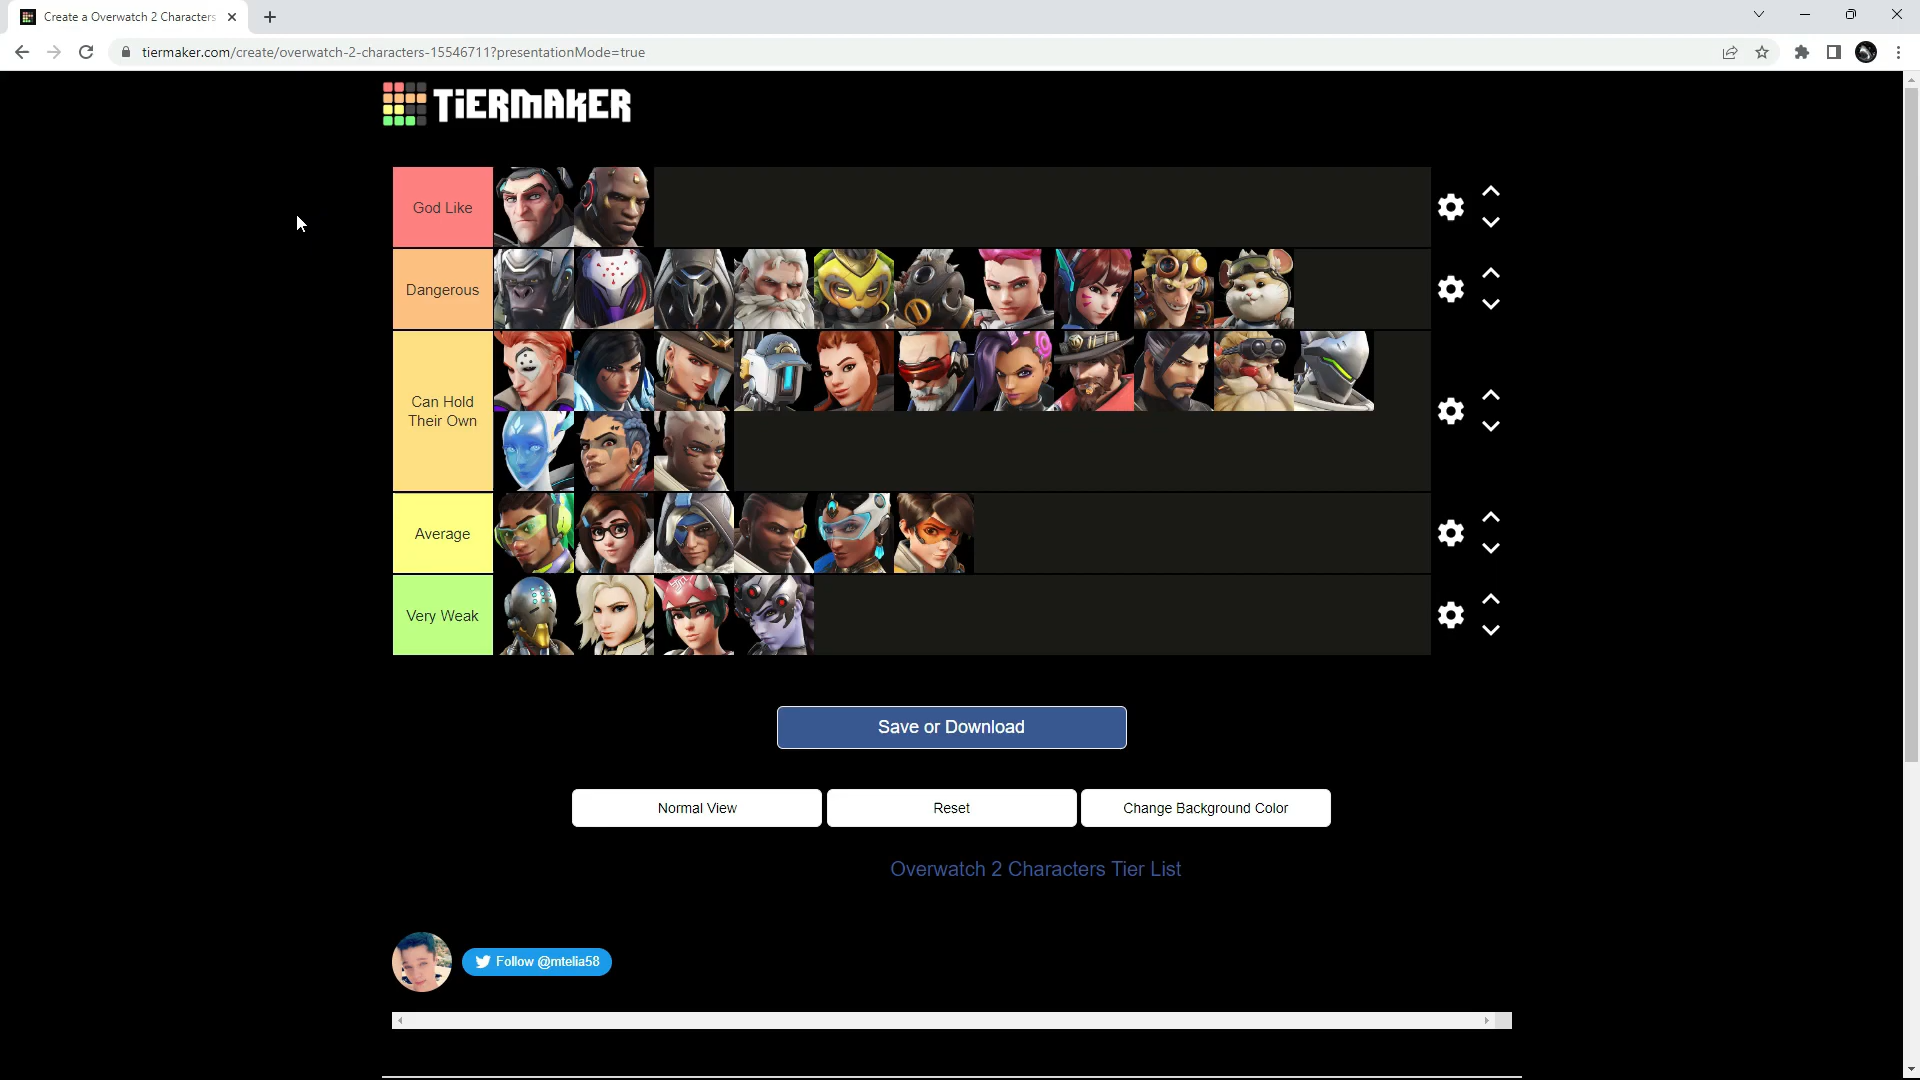 Create a Overwatch 2 Characters
tiermaker.com/create/overwatch-2-characters-15546711?presentationMode=true
TiERMAKER
God Like
Dangerous
Can Hold
Their Own
Average
Very Weak
Save or Download
Normal View
Reset
Change Background Color
Overwatch 2 Characters Tier List
Follow @mtelia58